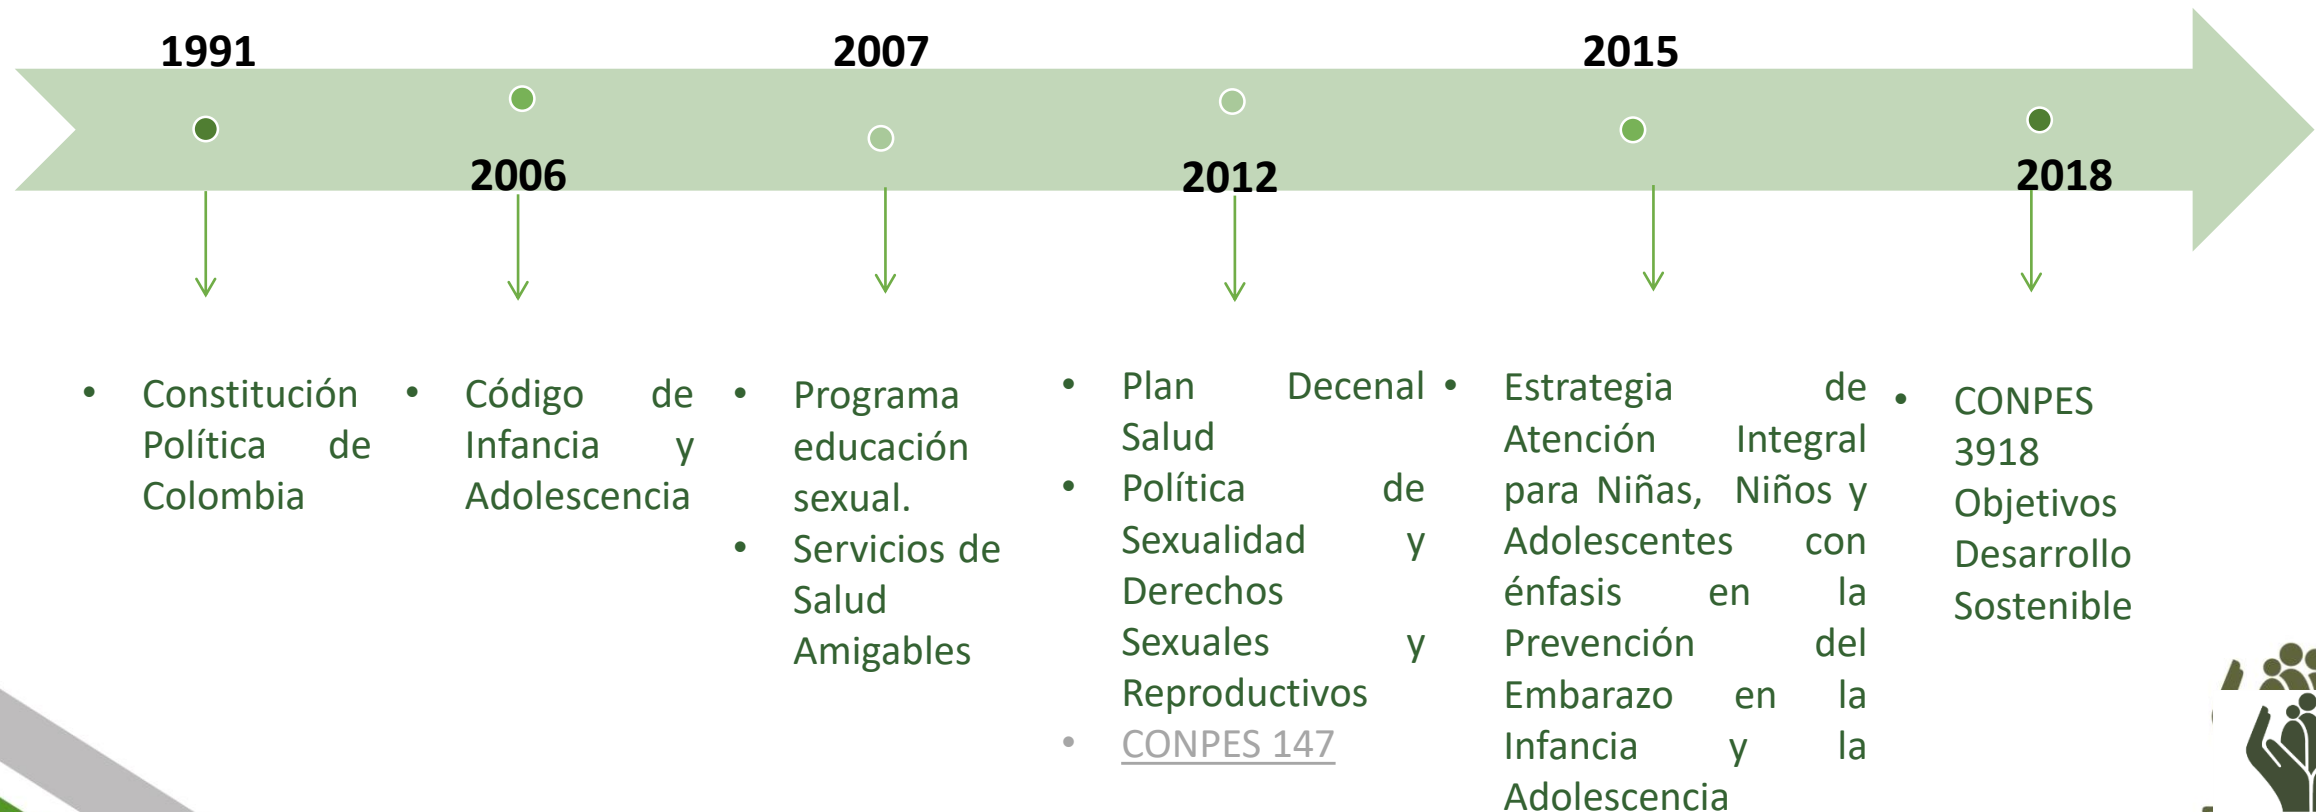 1991
2007
2015
2006
2012
2018
• Constitución
Política de
Colombia
• Código de
Infancia y
Adolescencia
• Programa
educación
sexual.
• Servicios de
Salud
Amigables
• Plan Decenal
Salud
• Política de
Sexualidad y
Derechos
Sexuales y
Reproductivos
• CONPES 147
• Estrategia de
Atención Integral
para Niñas, Niños y
Adolescentes con
énfasis en la
Prevención del
Embarazo en la
Infancia y la
Adolescencia
• CONPES
3918
Objetivos
Desarrollo
Sostenible